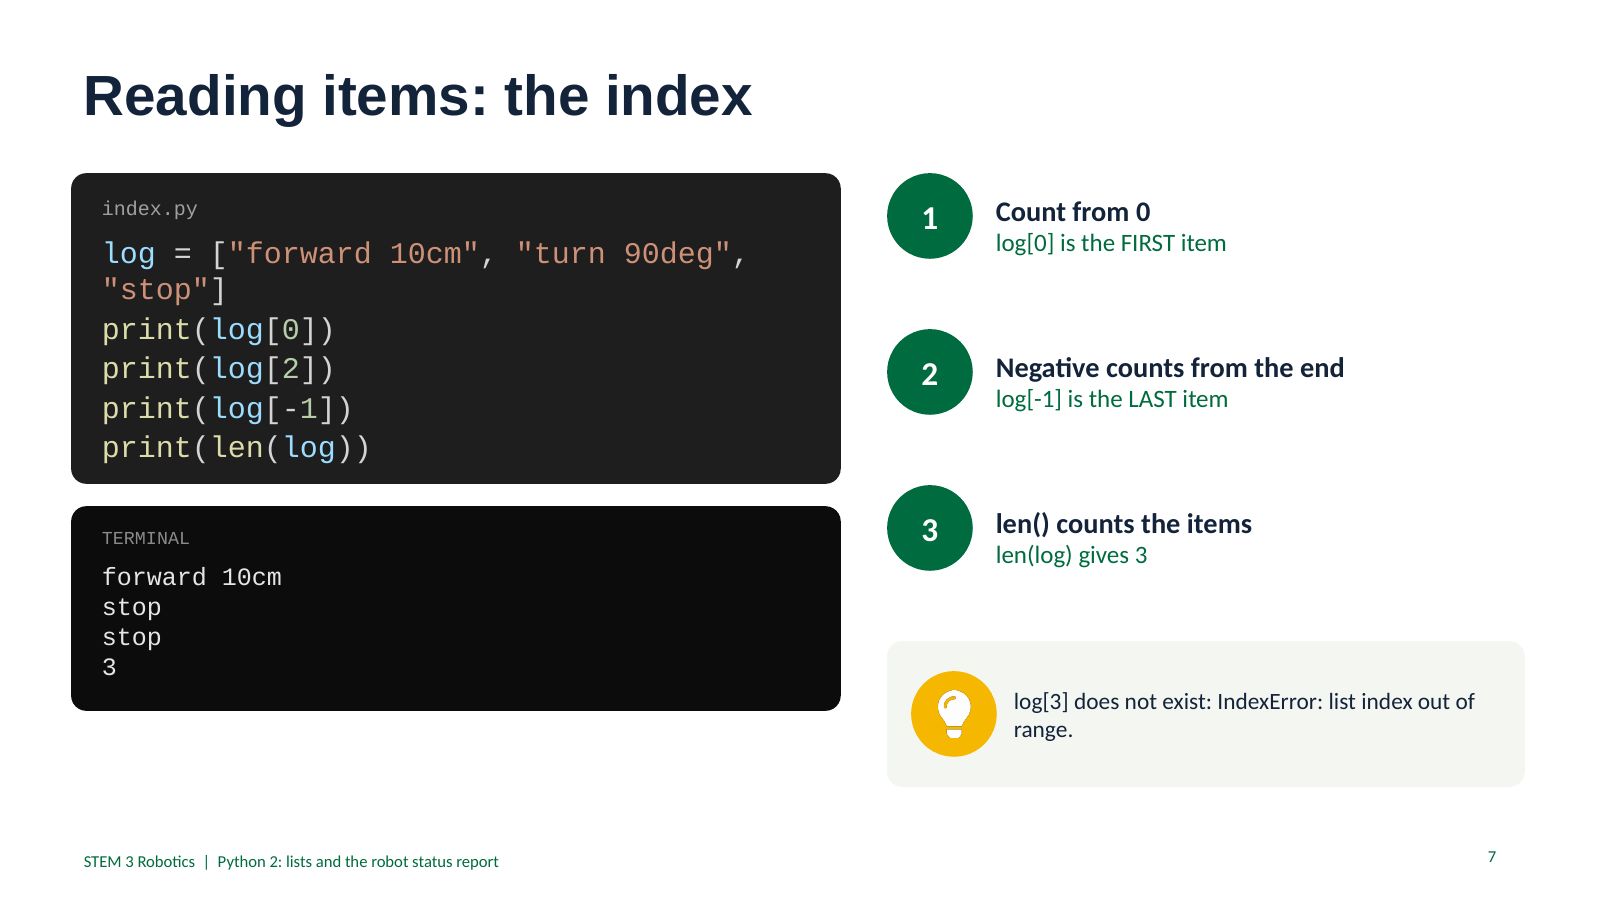 Reading items: the index
index.py
log = ["forward 10cm", "turn 90deg",
"stop"]
print(log[0])
print(log[2])
print(log[-1])
print(len(log))
TERMINAL
forward 10cm
stop
stop
3
1
Count from 0
log[0] is the FIRST item
2
Negative counts from the end
log[-1] is the LAST item
3
len() counts the items
len(log) gives 3
log[3] does not exist: IndexError: list index out of
range.
STEM 3 Robotics | Python 2: lists and the robot status report
7